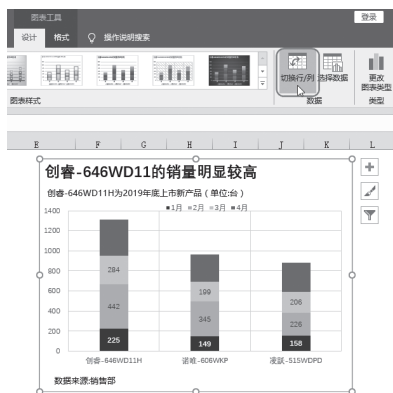 图表工具
登录
设计 格式 操作说明搜索
切换行/列 选择数据 更改
图表类型
图表样式 数据 类型
E F G H I J K L
创睿-646WD11的销量明显较高
创睿-646WD11H为2019年底上市新产品（单位:台）
■1月 ■2月 ■3月 ■4月
1400
1200
1000
800
600
400
200
0
284
442
225
199
345
149
206
226
158
创睿-646WD11H 诺唯-606WKP 凌跃-515WDPD
数据来源:销售部